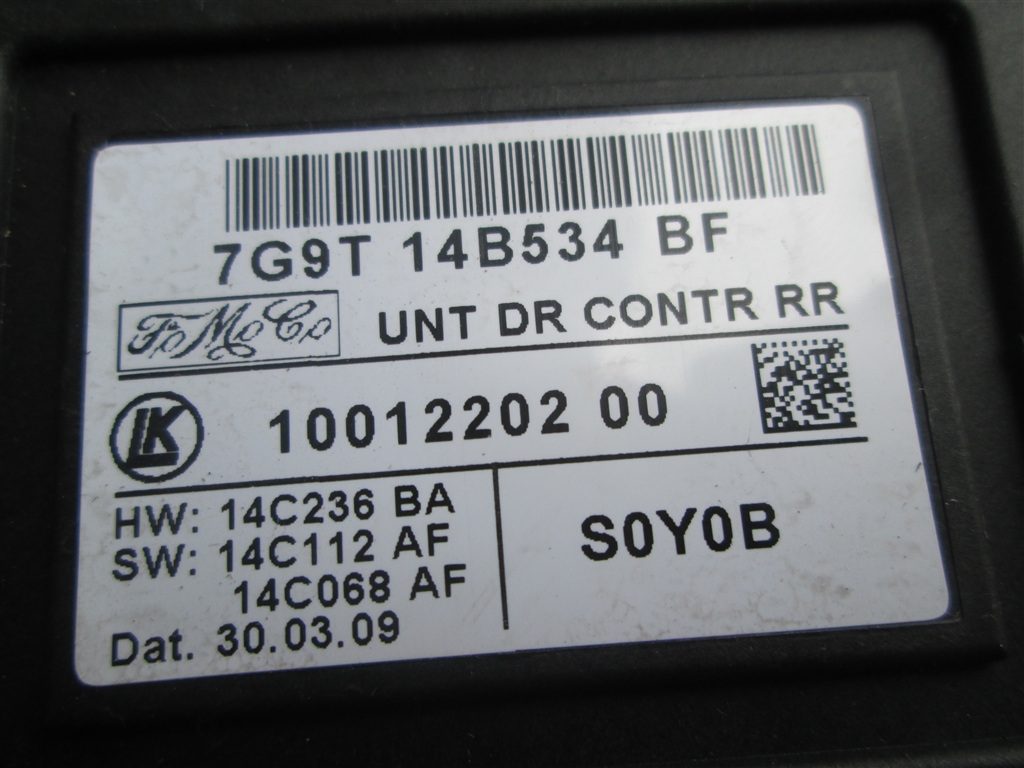 7G9T 14B534 BF
FoMoCo
UNT DR CONTR RR
LK
10012202 00
HW: 14C236 BA
SW: 14C112 AF
14C068 AF
Dat. 30.03.09
S0Y0B